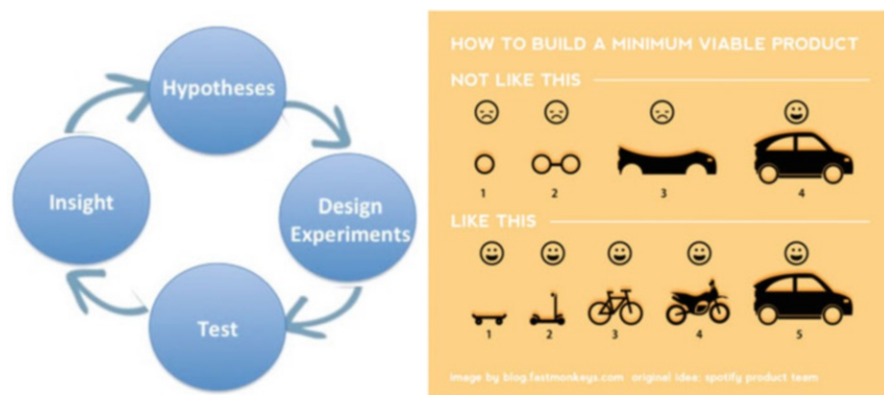 Hypotheses
Design
Experiments
Test
Insight
HOW TO BUILD A MINIMUM VIABLE PRODUCT
NOT LIKE THIS
1 2 3 4
LIKE THIS
1 2 3 4 5
image by blog.fastmonkeys.com original idea; spotify product team